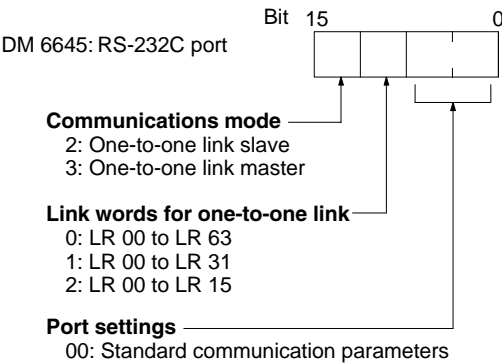 Bit 15 0
DM 6645: RS-232C port
Communications mode
2: One-to-one link slave
3: One-to-one link master
Link words for one-to-one link
0: LR 00 to LR 63
1: LR 00 to LR 31
2: LR 00 to LR 15
Port settings
00: Standard communication parameters